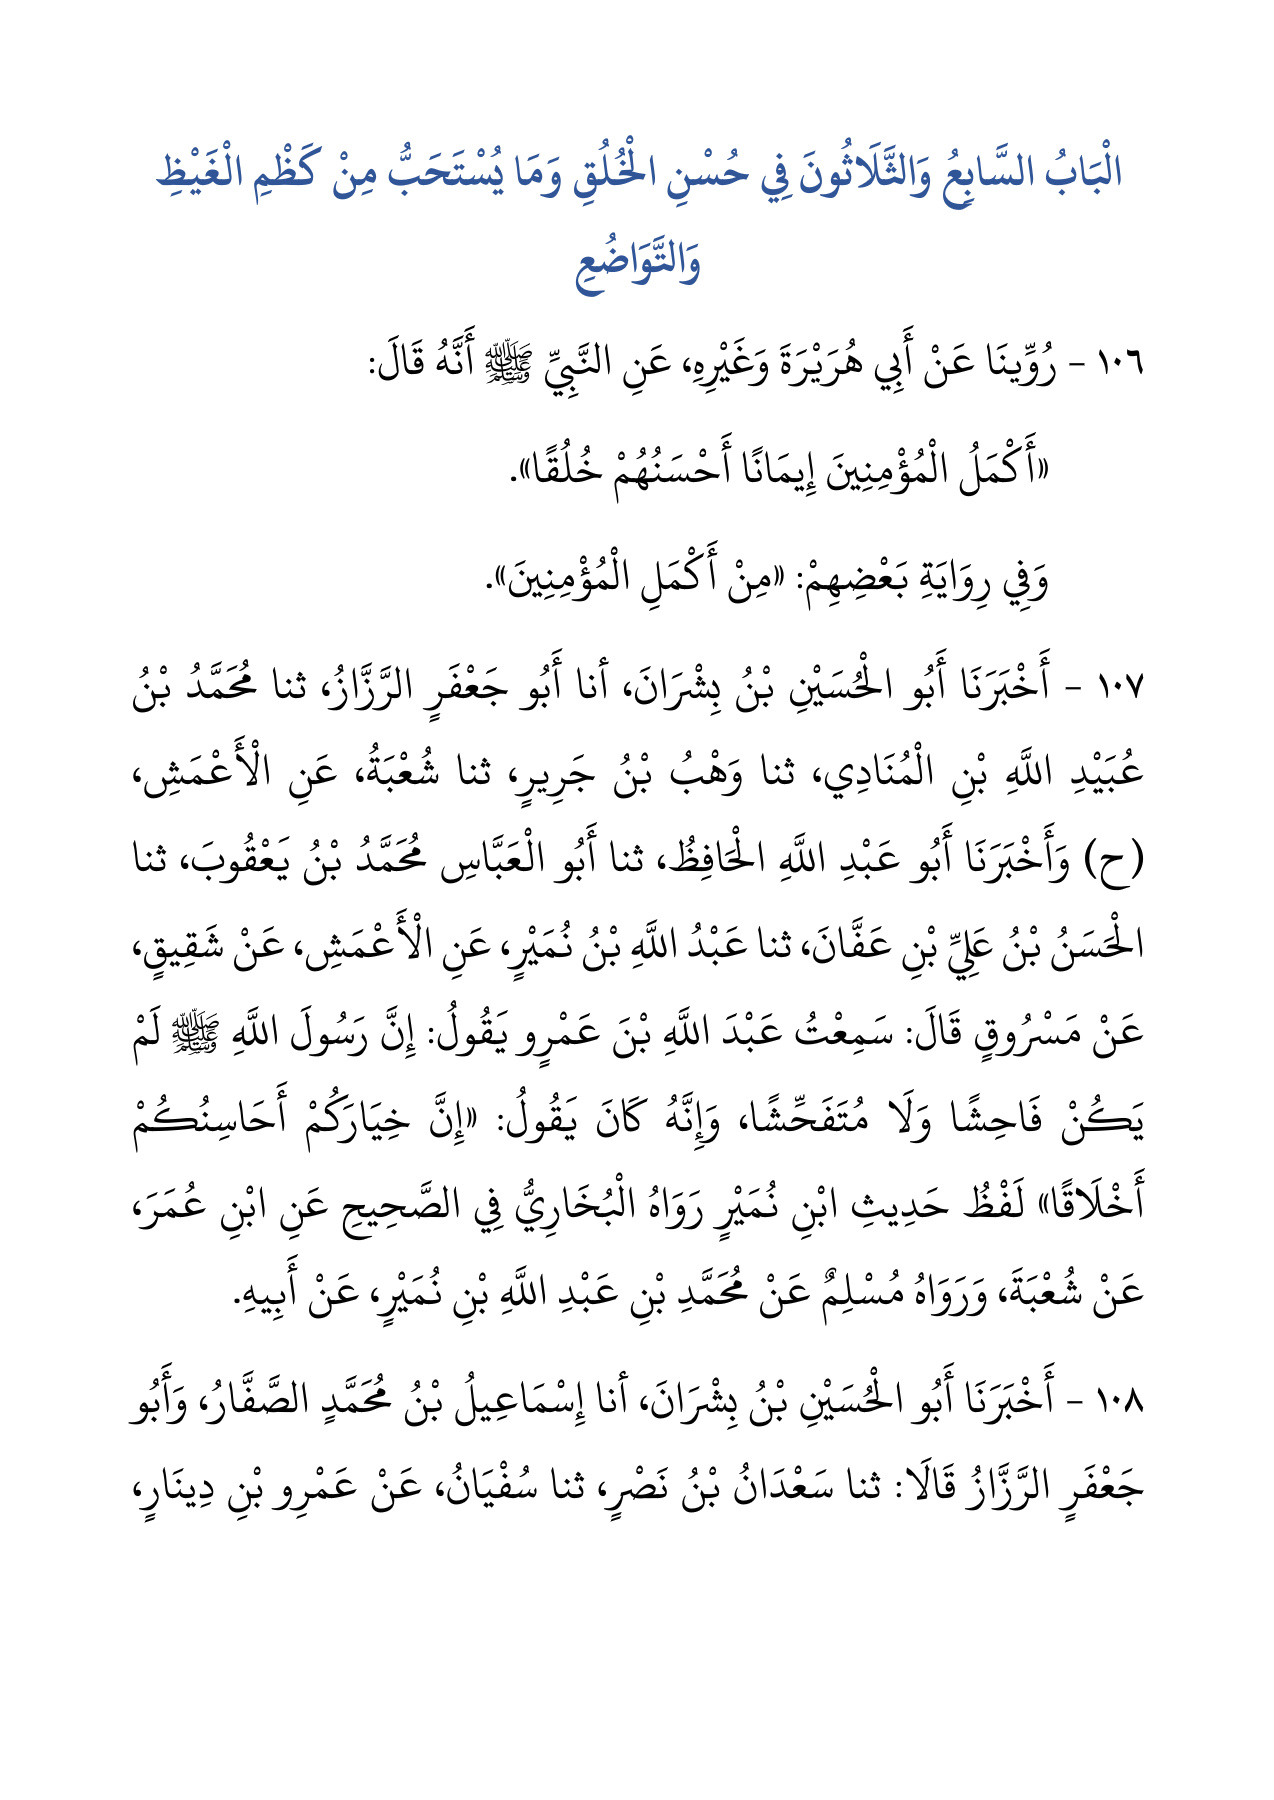 الْبَابُ السَّابِعُ وَالثَّلَاثُونَ فِي حُسْنِ الْخُلُقِ وَمَا يُسْتَحَبُّ مِنْ كَظْمِ الْغَيْظِ
وَالتَّوَاضُعِ
١٠٦ - رُوِّينَا عَنْ أَبِي هُرَيْرَةَ وَغَيْرِهِ، عَنِ النَّبِيِّ ﷺ أَنَّهُ قَالَ:
«أَكْمَلُ الْمُؤْمِنِينَ إِيمَانًا أَحْسَنُهُمْ خُلُقًا».
وَفِي رِوَايَةِ بَعْضِهِمْ: «مِنْ أَكْمَلِ الْمُؤْمِنِينَ».
١٠٧ - أَخْبَرَنَا أَبُو الْحُسَيْنِ بْنُ بِشْرَانَ، أنا أَبُو جَعْفَرٍ الرَّزَّازُ، ثنا مُحَمَّدُ بْنُ
عُبَيْدِ اللَّهِ بْنِ الْمُنَادِي، ثنا وَهْبُ بْنُ جَرِيرٍ، ثنا شُعْبَةُ، عَنِ الْأَعْمَشِ،
(ح) وَأَخْبَرَنَا أَبُو عَبْدِ اللَّهِ الْحَافِظُ، ثنا أَبُو الْعَبَّاسِ مُحَمَّدُ بْنُ يَعْقُوبَ، ثنا
الْحَسَنُ بْنُ عَلِيِّ بْنِ عَفَّانَ، ثنا عَبْدُ اللَّهِ بْنُ نُمَيْرٍ، عَنِ الْأَعْمَشِ، عَنْ شَقِيقٍ،
عَنْ مَسْرُوقٍ قَالَ: سَمِعْتُ عَبْدَ اللَّهِ بْنَ عَمْرٍو يَقُولُ: إِنَّ رَسُولَ اللَّهِ ﷺ لَمْ
يَكُنْ فَاحِشًا وَلَا مُتَفَحِّشًا، وَإِنَّهُ كَانَ يَقُولُ: «إِنَّ خِيَارَكُمْ أَحَاسِنُكُمْ
أَخْلَاقًا» لَفْظُ حَدِيثِ ابْنِ نُمَيْرٍ رَوَاهُ الْبُخَارِيُّ فِي الصَّحِيحِ عَنِ ابْنِ عُمَرَ،
عَنْ شُعْبَةَ، وَرَوَاهُ مُسْلِمٌ عَنْ مُحَمَّدِ بْنِ عَبْدِ اللَّهِ بْنِ نُمَيْرٍ، عَنْ أَبِيهِ.
١٠٨ - أَخْبَرَنَا أَبُو الْحُسَيْنِ بْنُ بِشْرَانَ، أنا إِسْمَاعِيلُ بْنُ مُحَمَّدٍ الصَّفَّارُ، وَأَبُو
جَعْفَرٍ الرَّزَّازُ قَالَا: ثنا سَعْدَانُ بْنُ نَصْرٍ، ثنا سُفْيَانُ، عَنْ عَمْرِو بْنِ دِينَارٍ،